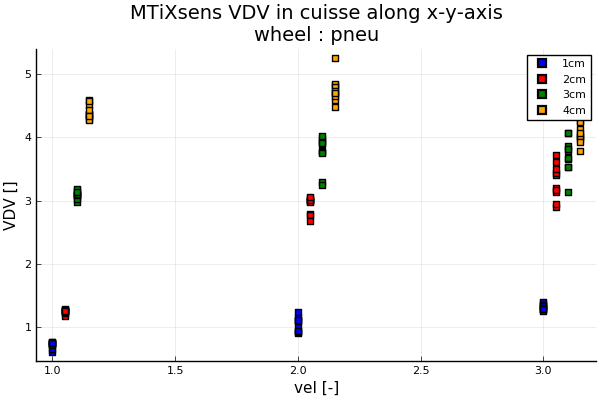 MTiXsens VDV in cuisse along x-y-axis
wheel : pneu
VDV []
5
4
3
2
1
1.0
1.5
2.0
2.5
3.0
vel [-]
1cm
2cm
3cm
4cm